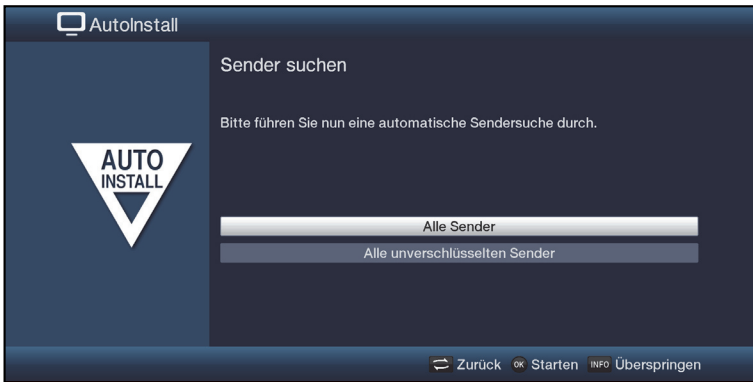 AutoInstall
Sender suchen
Bitte führen Sie nun eine automatische Sendersuche durch.
AUTO
INSTALL
Alle Sender
Alle unverschlüsselten Sender
Zurück OK Starten INFO Überspringen